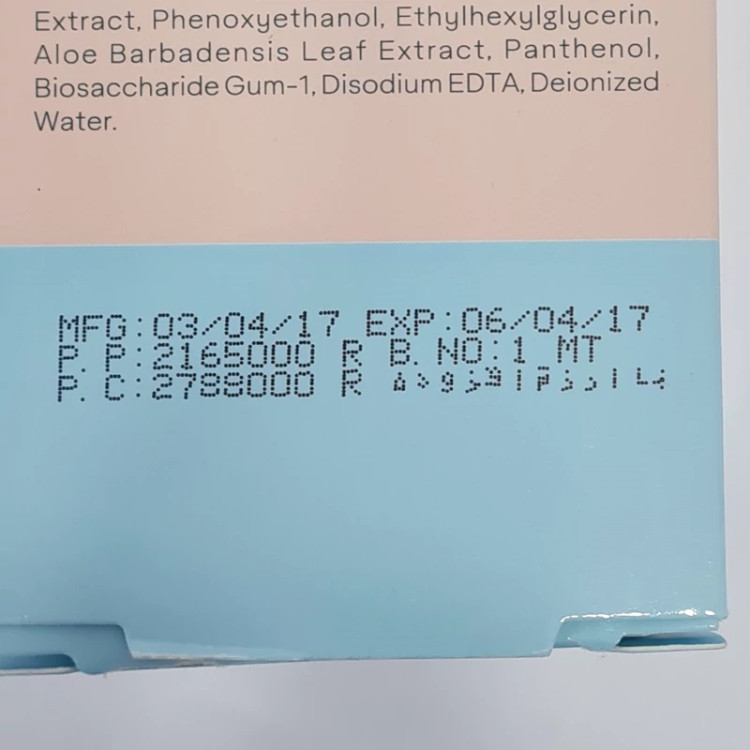 Extract, Phenoxyethanol, Ethylhexylglycerin,
Aloe Barbadensis Leaf Extract, Panthenol,
Biosaccharide Gum-1, Disodium EDTA, Deionized
Water.
MFG:03/04/17 EXP:06/04/17
P. P:2165000 R B. NO:1 MT
P. C:2788000 R